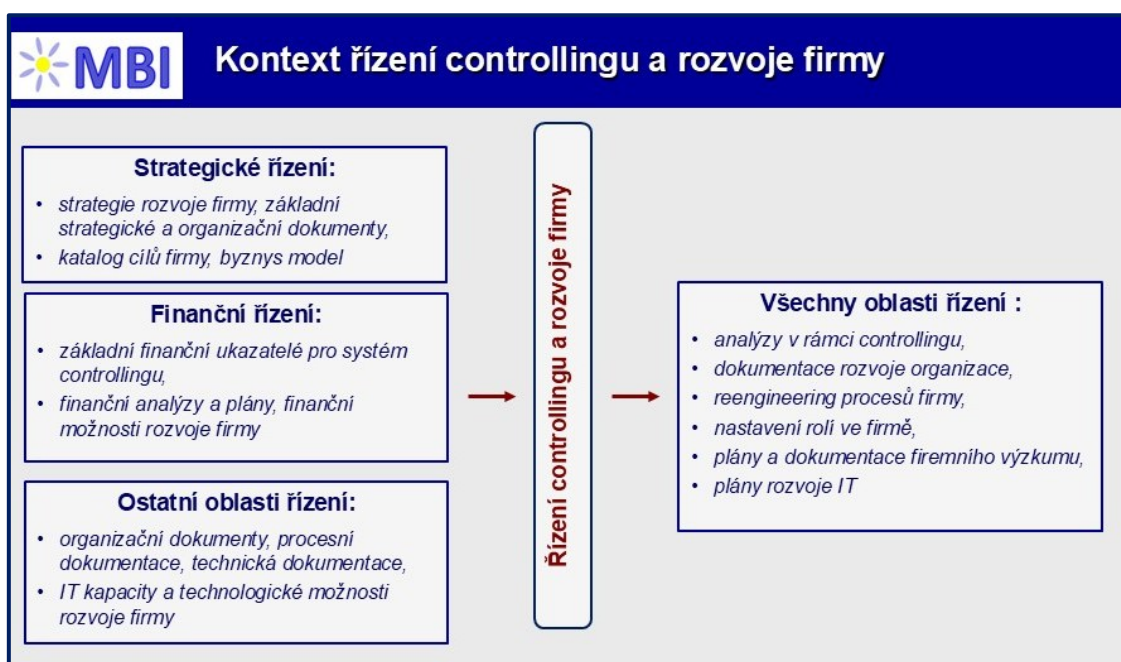 MBI
Kontext řízení controllingu a rozvoje firmy
Strategické řízení:
• strategie rozvoje firmy, základní
strategické a organizační dokumenty,
• katalog cílů firmy, byznys model
Finanční řízení:
• základní finanční ukazatelé pro systém
controllingu,
• finanční analýzy a plány, finanční
možnosti rozvoje firmy
Ostatní oblasti řízení:
• organizační dokumenty, procesní
dokumentace, technická dokumentace,
• IT kapacity a technologické možnosti
rozvoje firmy
Řízení controllingu a rozvoje firmy
Všechny oblasti řízení :
• analýzy v rámci controllingu,
• dokumentace rozvoje organizace,
• reengineering procesů firmy,
• nastavení rolí ve firmě,
• plány a dokumentace firemního výzkumu,
• plány rozvoje IT